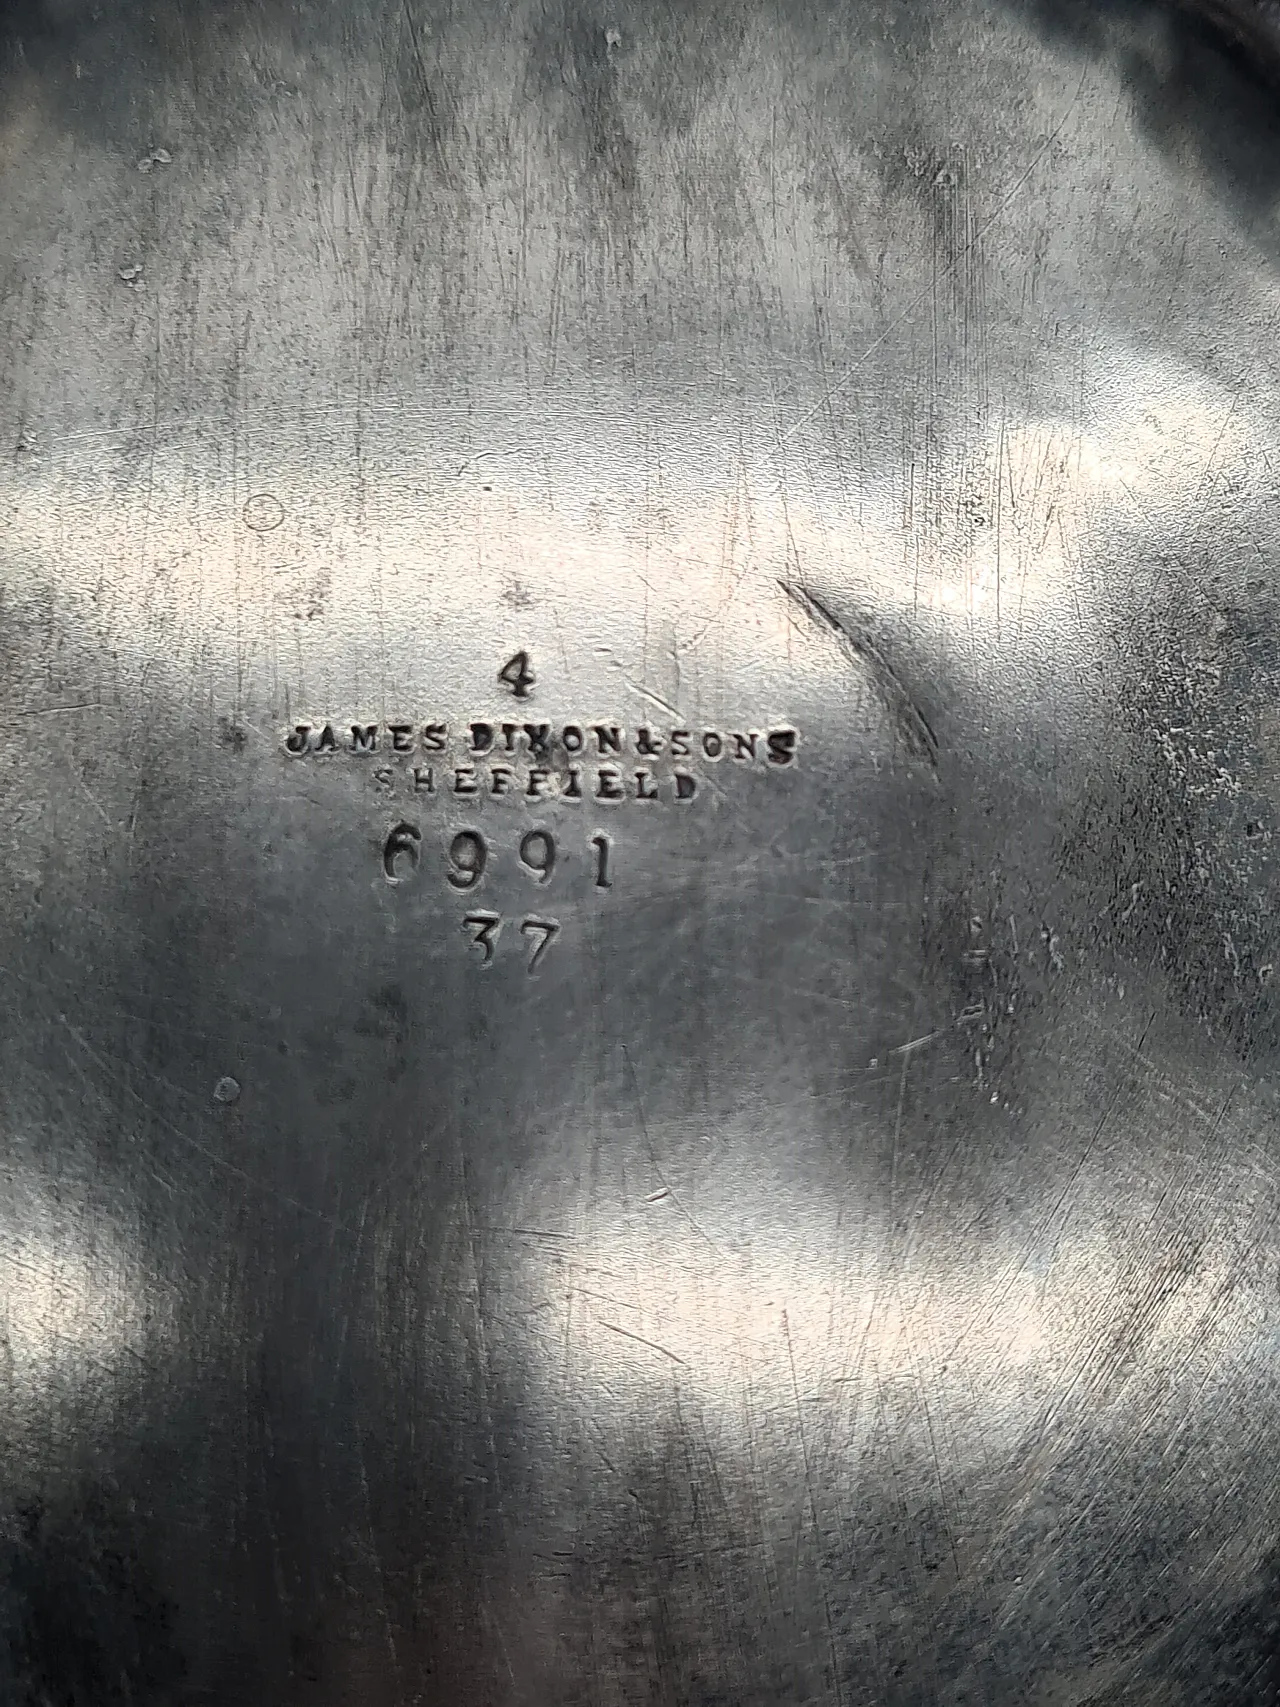 4
JAMES DIXON & SONS
SHEFFIELD
6991
37